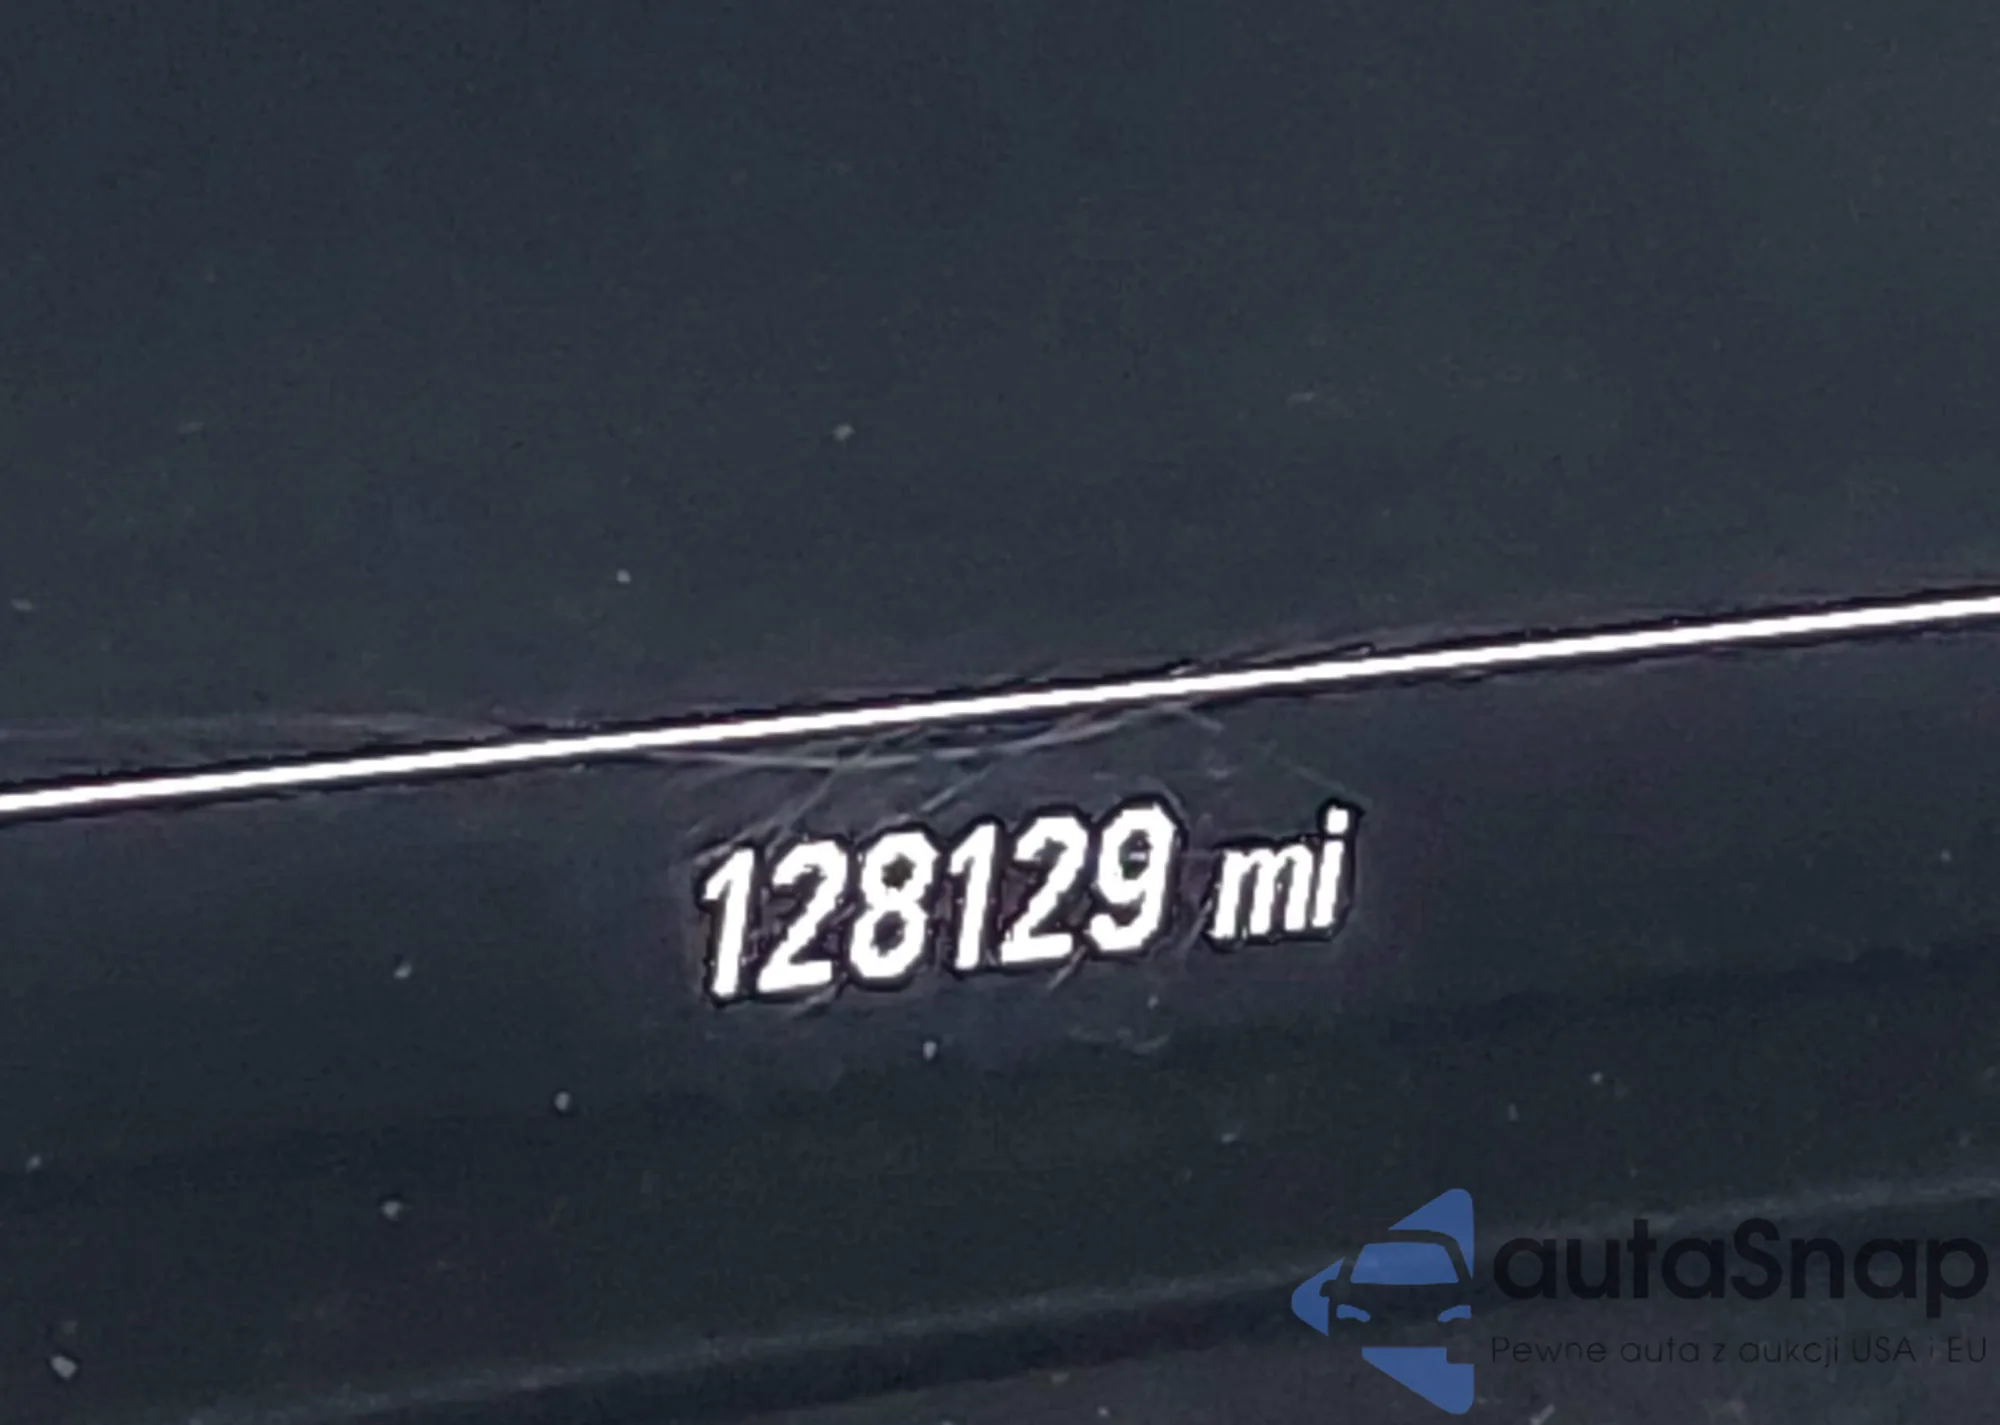 128129 mi
autaSnap
Pewne auta z aukcji USA i EU